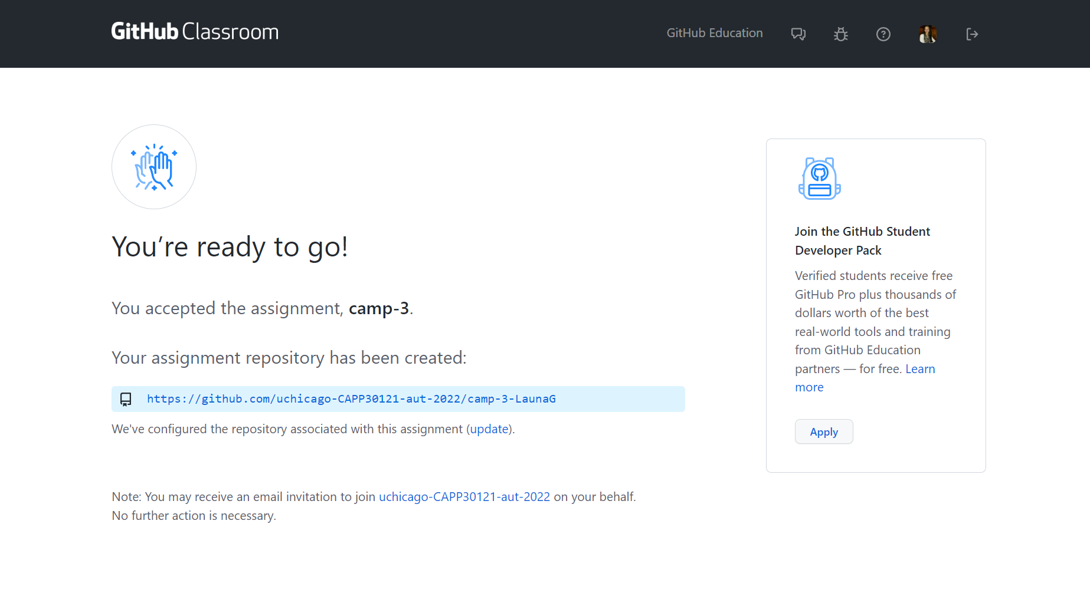 GitHub Classroom
GitHub Education
You’re ready to go!
You accepted the assignment, camp-3.
Your assignment repository has been created:
https://github.com/uchicago-CAPP30121-aut-2022/camp-3-LaunaG
We've configured the repository associated with this assignment (update).
Note: You may receive an email invitation to join uchicago-CAPP30121-aut-2022 on your behalf.
No further action is necessary.
Join the GitHub Student
Developer Pack
Verified students receive free
GitHub Pro plus thousands of
dollars worth of the best
real-world tools and training
from GitHub Education
partners — for free. Learn
more
Apply